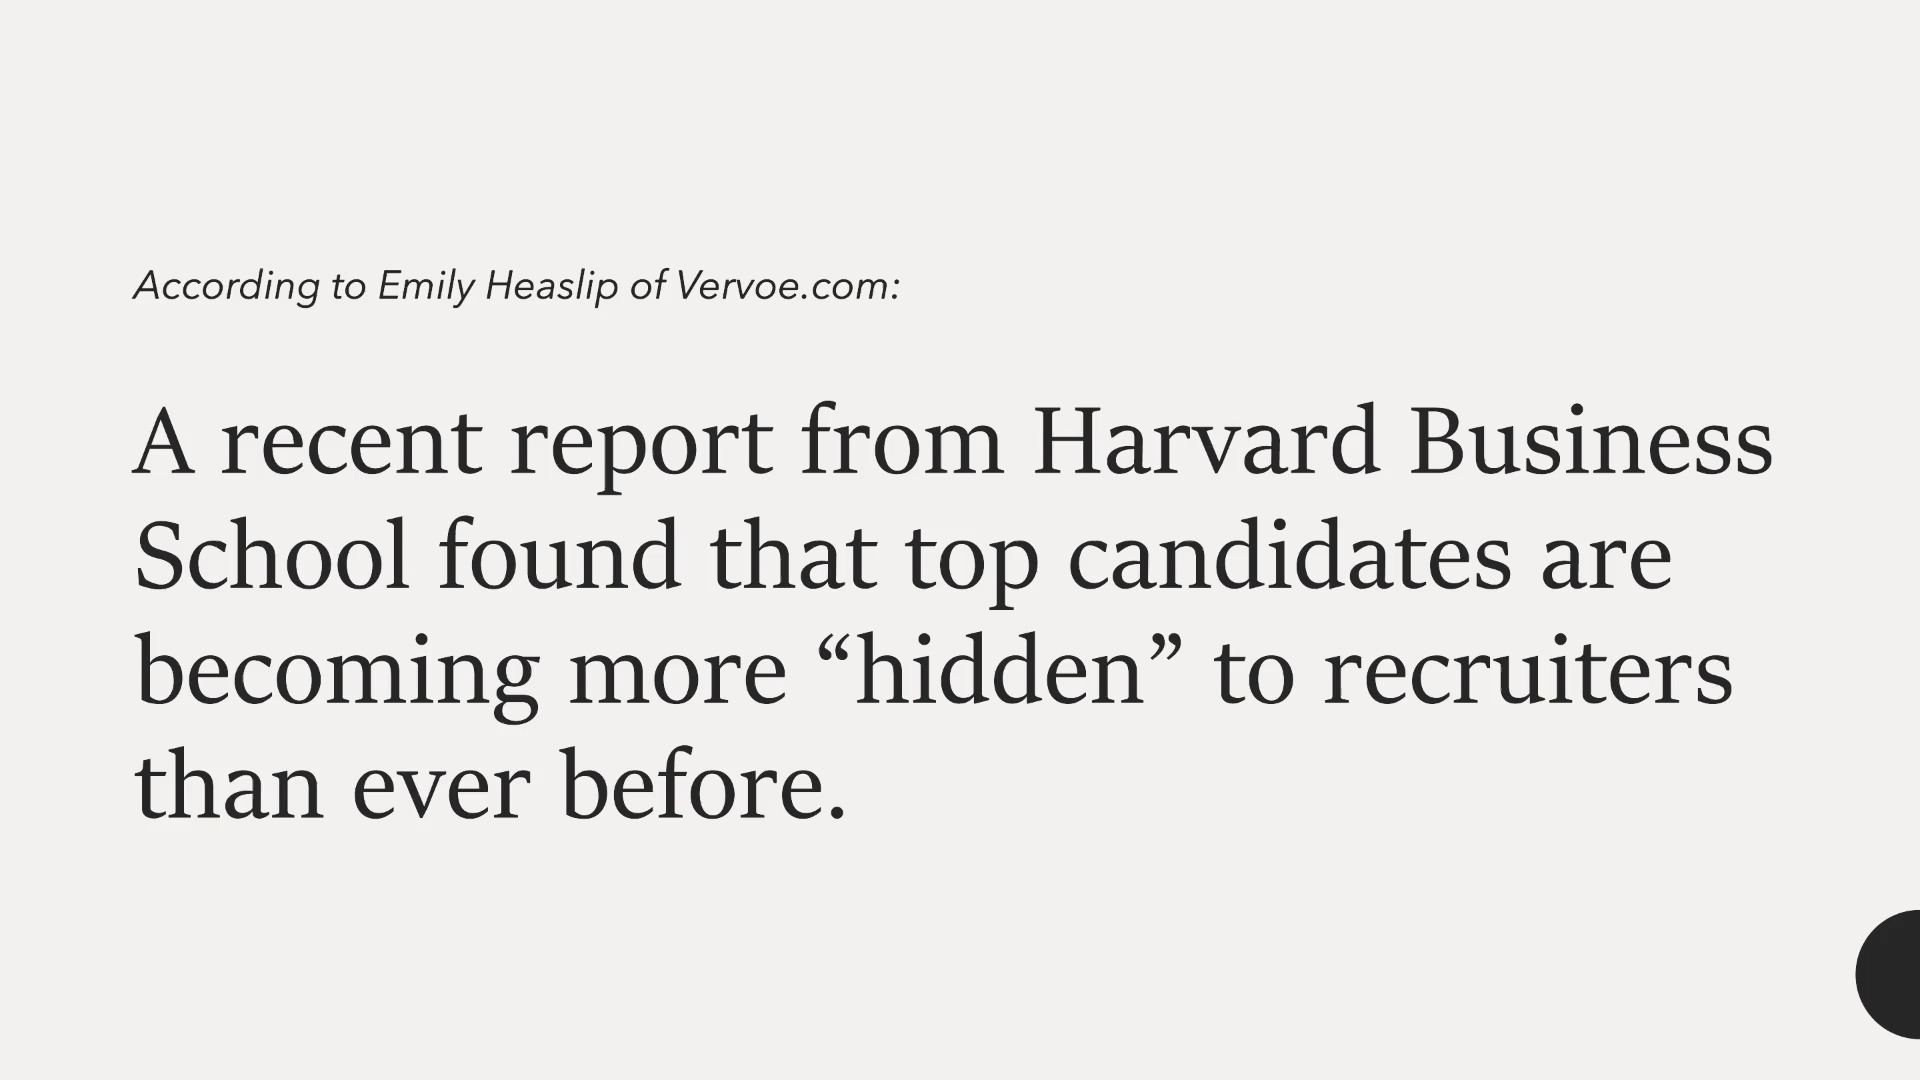 According to Emily Heaslip of Vervoe.com:
A recent report from Harvard Business
School found that top candidates are
becoming more “hidden” to recruiters
than ever before.